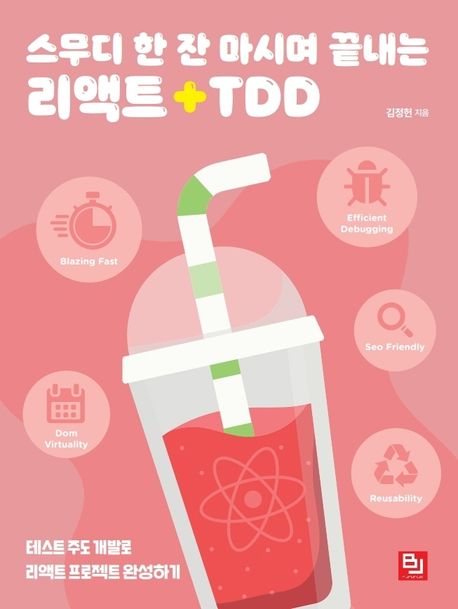 스무디 한 잔 마시며 끝내는
리액트+TDD
김정헌 지음
Blazing Fast
Efficient
Debugging
Seo Friendly
Dom
Virtuality
Reusability
테스트 주도 개발로
리액트 프로젝트 완성하기
BJ